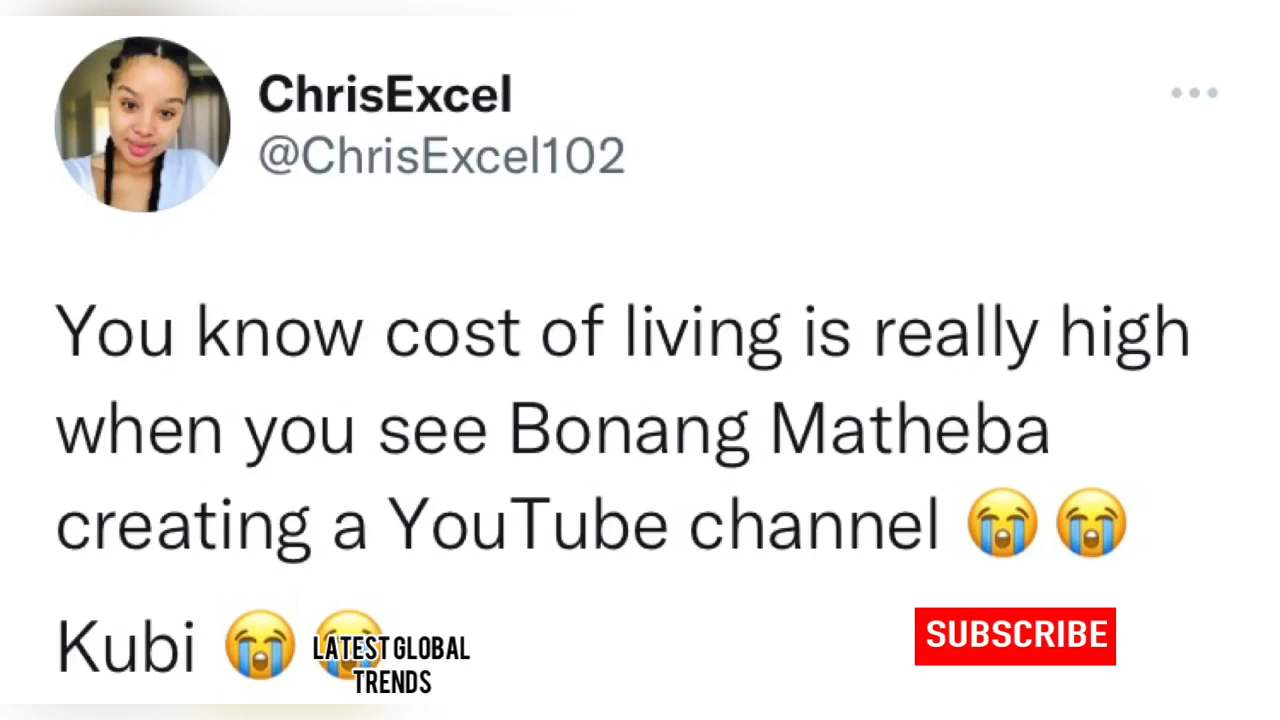 ChrisExcel
@ChrisExcel102
You know cost of living is really high
when you see Bonang Matheba
creating a YouTube channel 😭😭
Kubi 😭😭
LATEST GLOBAL
TRENDS
SUBSCRIBE